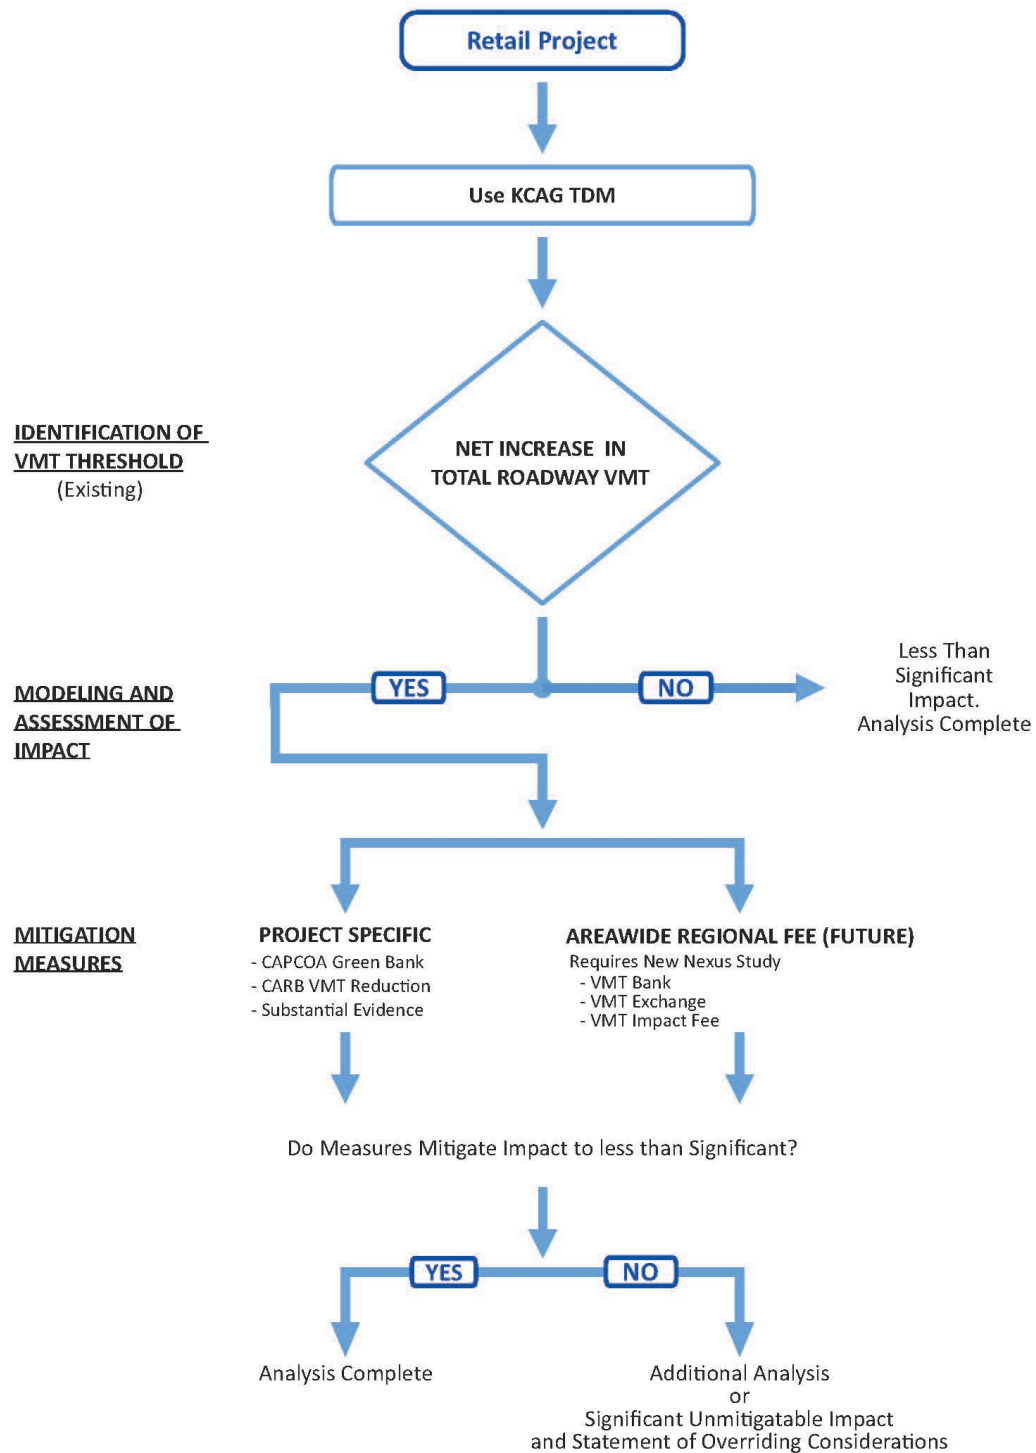 Retail Project
Use KCAG TDM
IDENTIFICATION OF
VMT THRESHOLD
(Existing)
NET INCREASE IN
TOTAL ROADWAY VMT
MODELING AND
ASSESSMENT OF
IMPACT
YES
NO
Less Than
Significant
Impact.
Analysis Complete
MITIGATION
MEASURES
PROJECT SPECIFIC
- CAPCOA Green Bank
- CARB VMT Reduction
- Substantial Evidence
AREAWIDE REGIONAL FEE (FUTURE)
Requires New Nexus Study
- VMT Bank
- VMT Exchange
- VMT Impact Fee
Do Measures Mitigate Impact to less than Significant?
YES
NO
Analysis Complete
Additional Analysis
or
Significant Unmitigatable Impact
and Statement of Overriding Considerations